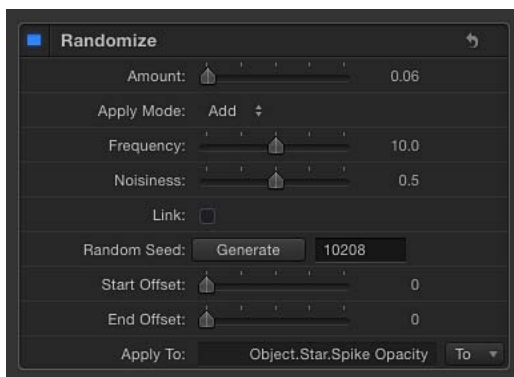 Randomize
Amount: 0.06
Apply Mode: Add
Frequency: 10.0
Noisiness: 0.5
Link:
Random Seed: Generate 10208
Start Offset: 0
End Offset: 0
Apply To: Object.Star.Spike Opacity To